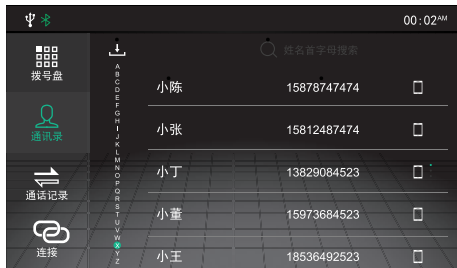 00:02AM
姓名首字母搜索
拨号盘
通讯录
通话记录
连接
A
B
C
D
E
F
G
H
I
J
K
L
M
N
O
P
Q
R
S
T
U
V
W
X
Y
Z
小陈 15878747474
小张 15812487474
小丁 13829084523
小董 15973684523
小王 18536492523